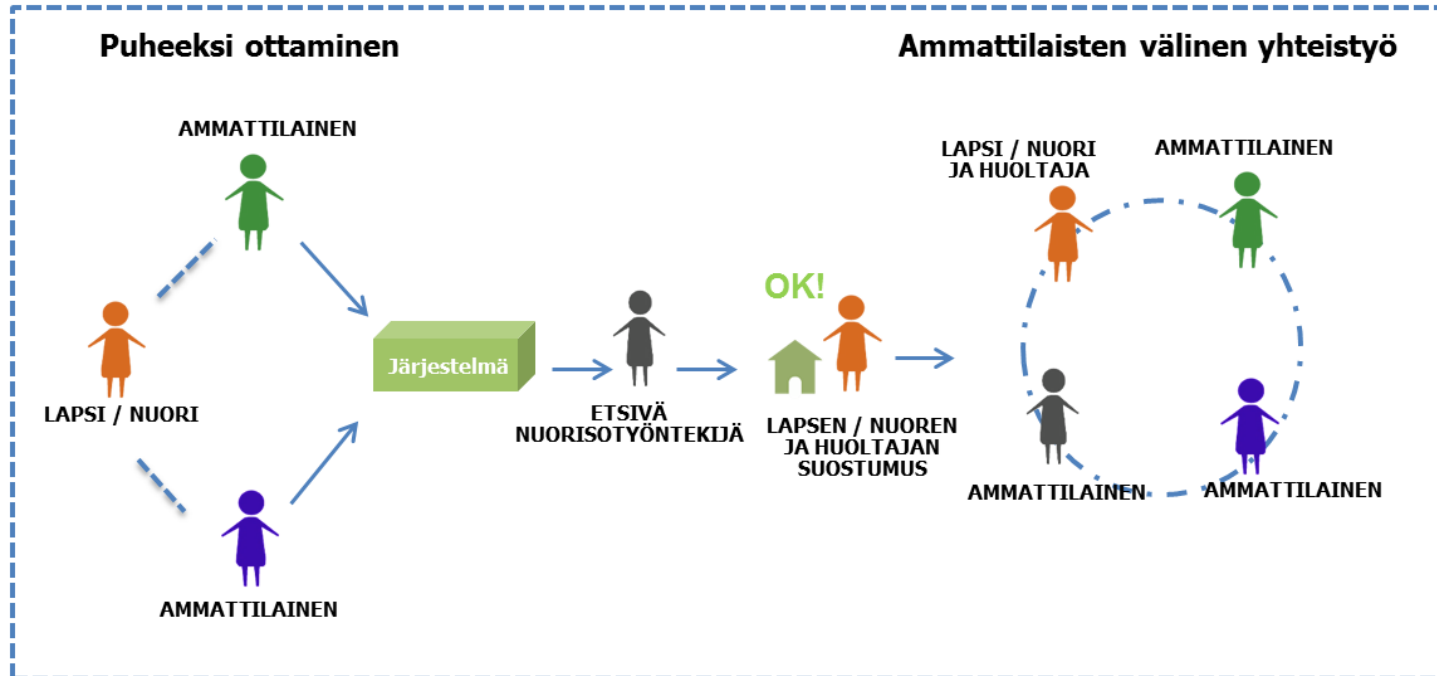 Puheeksi ottaminen
Ammattilaisten välinen yhteistyö
AMMATTILAINEN
LAPSI / NUORI
AMMATTILAINEN
Järjestelmä
ETSIVÄ
NUORISOTYÖNTEKIJÄ
OK!
LAPSEN / NUOREN
JA HUOLTAJAN
SUOSTUMUS
LAPSI / NUORI
JA HUOLTAJA
AMMATTILAINEN
AMMATTILAINEN
AMMATTILAINEN